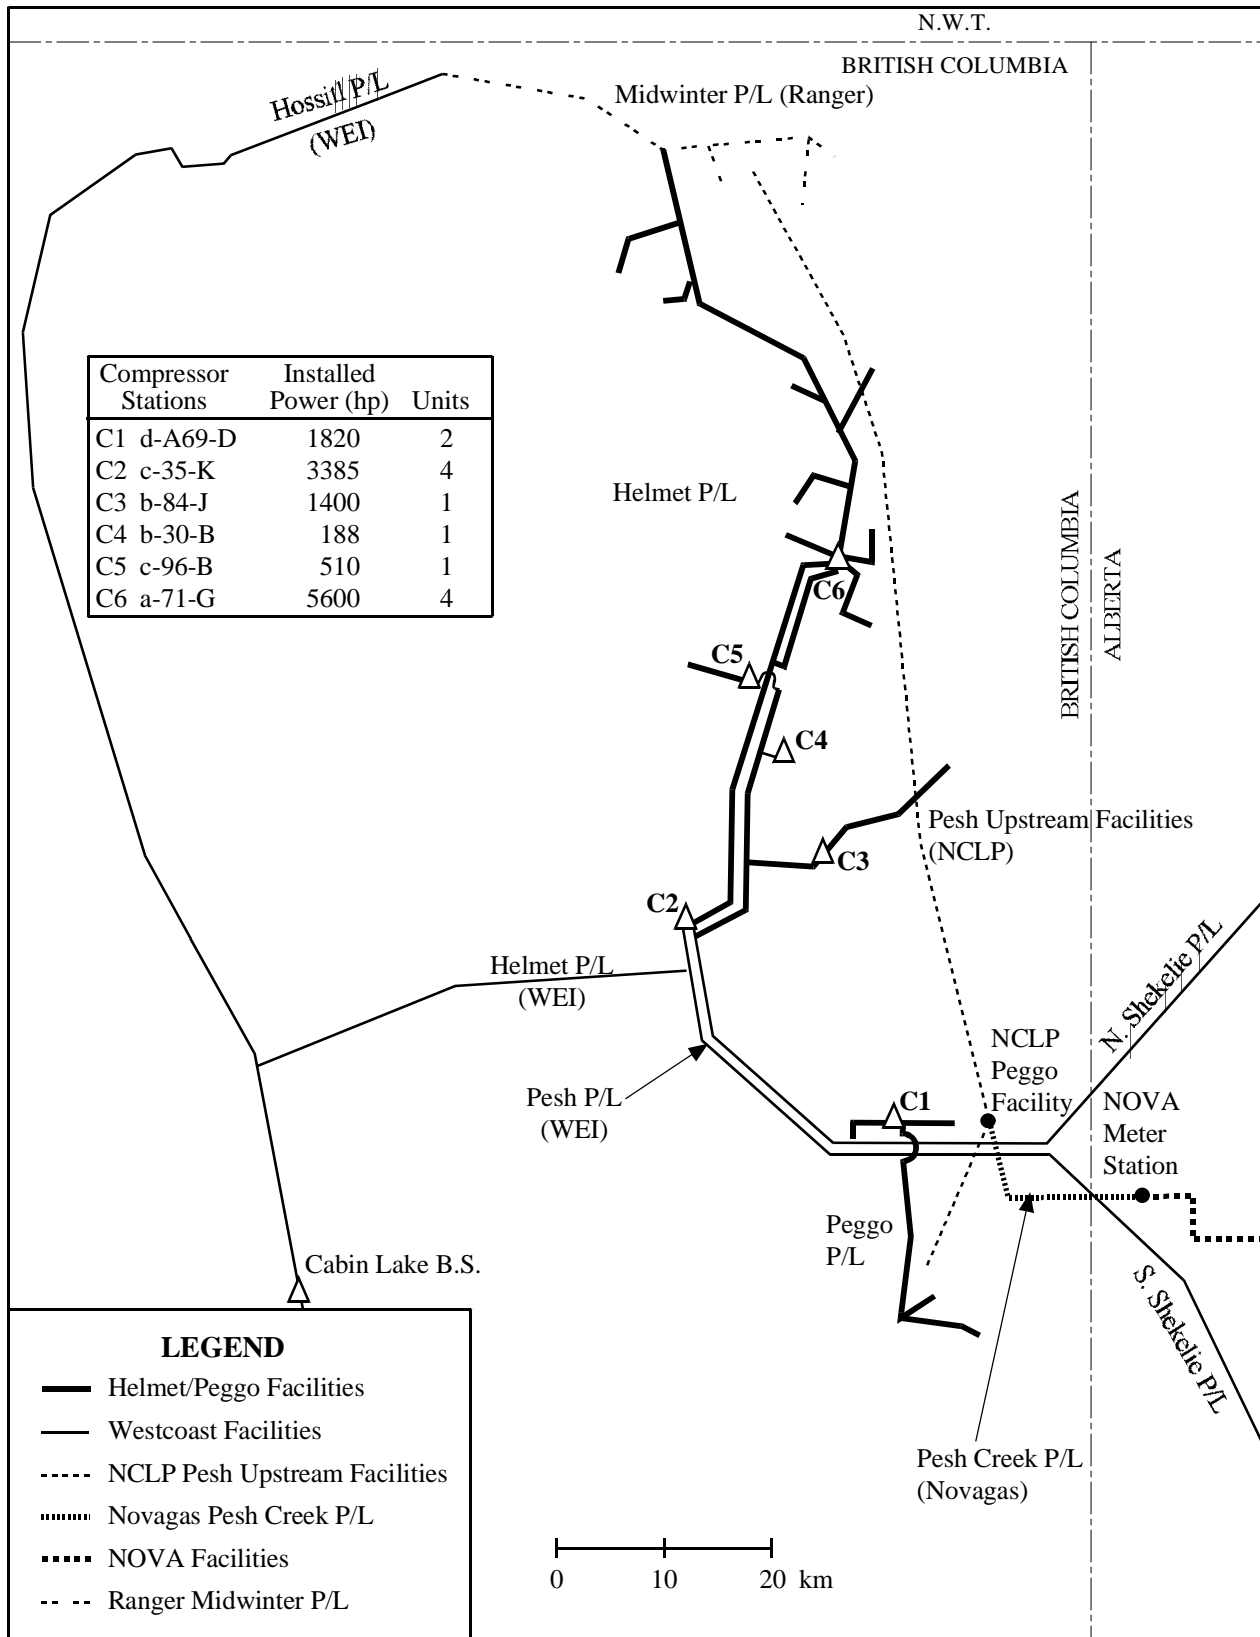 N.W.T.
BRITISH COLUMBIA
Midwinter P/L (Ranger)
Hossitl P/L
(WEI)
Compressor Stations Installed Power (hp) Units
C1 d-A69-D 1820 2
C2 c-35-K 3385 4
C3 b-84-J 1400 1
C4 b-30-B 188 1
C5 c-96-B 510 1
C6 a-71-G 5600 4
Helmet P/L
BRITISH COLUMBIA
ALBERTA
C6
C5
C4
Pesh Upstream Facilities
(NCLP)
C3
C2
Helmet P/L
(WEI)
N. Shekelie P/L
NCLP
Peggo
Facility
Pesh P/L
(WEI)
C1
NOVA
Meter
Station
Peggo
P/L
Cabin Lake B.S.
S. Shekelie P/L
Pesh Creek P/L
(Novagas)
LEGEND
Helmet/Peggo Facilities
Westcoast Facilities
NCLP Pesh Upstream Facilities
Novagas Pesh Creek P/L
NOVA Facilities
Ranger Midwinter P/L
0 10 20 km